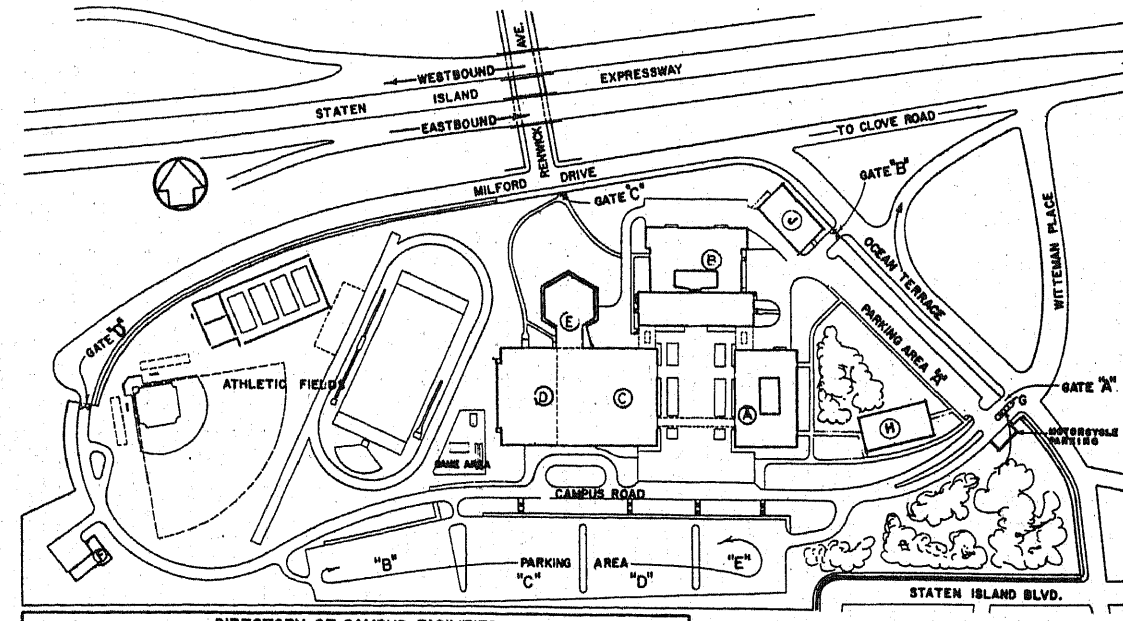 AVE.
WESTBOUND
STATEN ISLAND EXPRESSWAY
EASTBOUND
TO CLOVE ROAD
RENWICK
MILFORD DRIVE
GATE "C"
GATE "B"
J
B
OCEAN TERRACE
WITTEMAN PLACE
E
PARKING AREA "A"
GATE "D"
ATHLETIC FIELDS
D
C
A
GATE "A"
G
H
MOTORCYCLE
PARKING
GAME AREA
CAMPUS ROAD
F
"B"
PARKING AREA
"C"
"D"
"E"
STATEN ISLAND BLVD.
DIRECTORY OF CAMPUS FACILITIES